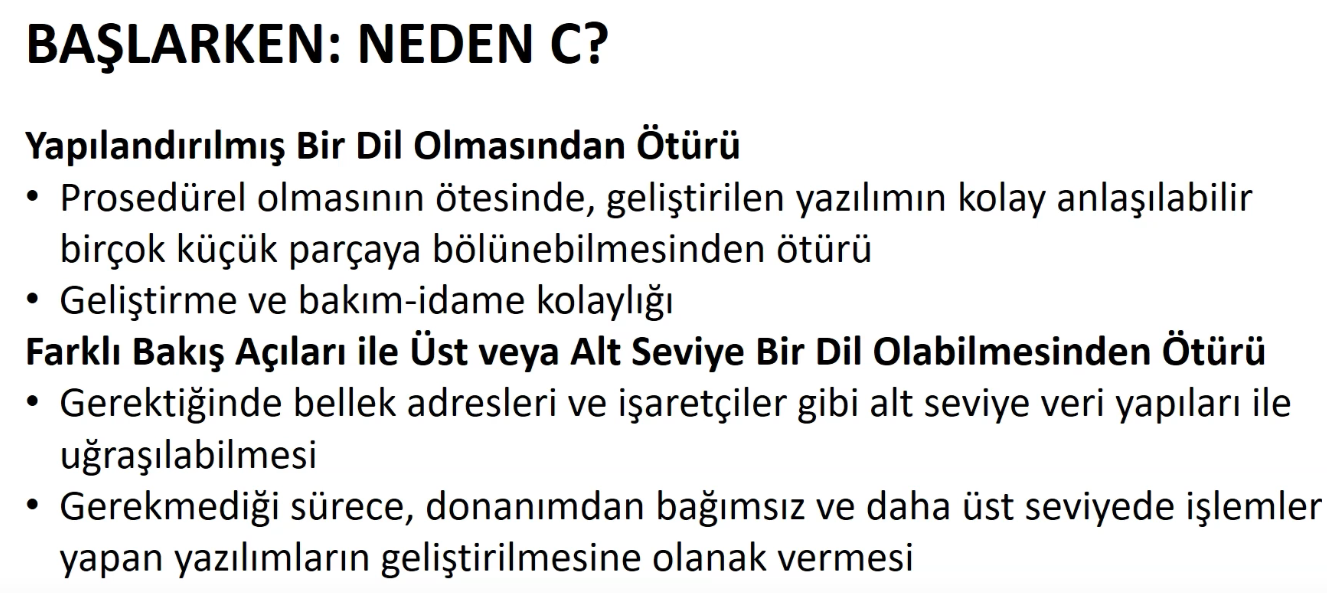 BAŞLARKEN: NEDEN C?
Yapılandırılmış Bir Dil Olmasından Ötürü
• Prosedürel olmasının ötesinde, geliştirilen yazılımın kolay anlaşılabilir
birçok küçük parçaya bölünebilmesinden ötürü
• Geliştirme ve bakım-idame kolaylığı
Farklı Bakış Açıları ile Üst veya Alt Seviye Bir Dil Olabilmesinden Ötürü
• Gerektiğinde bellek adresleri ve işaretçiler gibi alt seviye veri yapıları ile
uğraşılabilmesi
• Gerekmediği sürece, donanımdan bağımsız ve daha üst seviyede işlemler
yapan yazılımların geliştirilmesine olanak vermesi